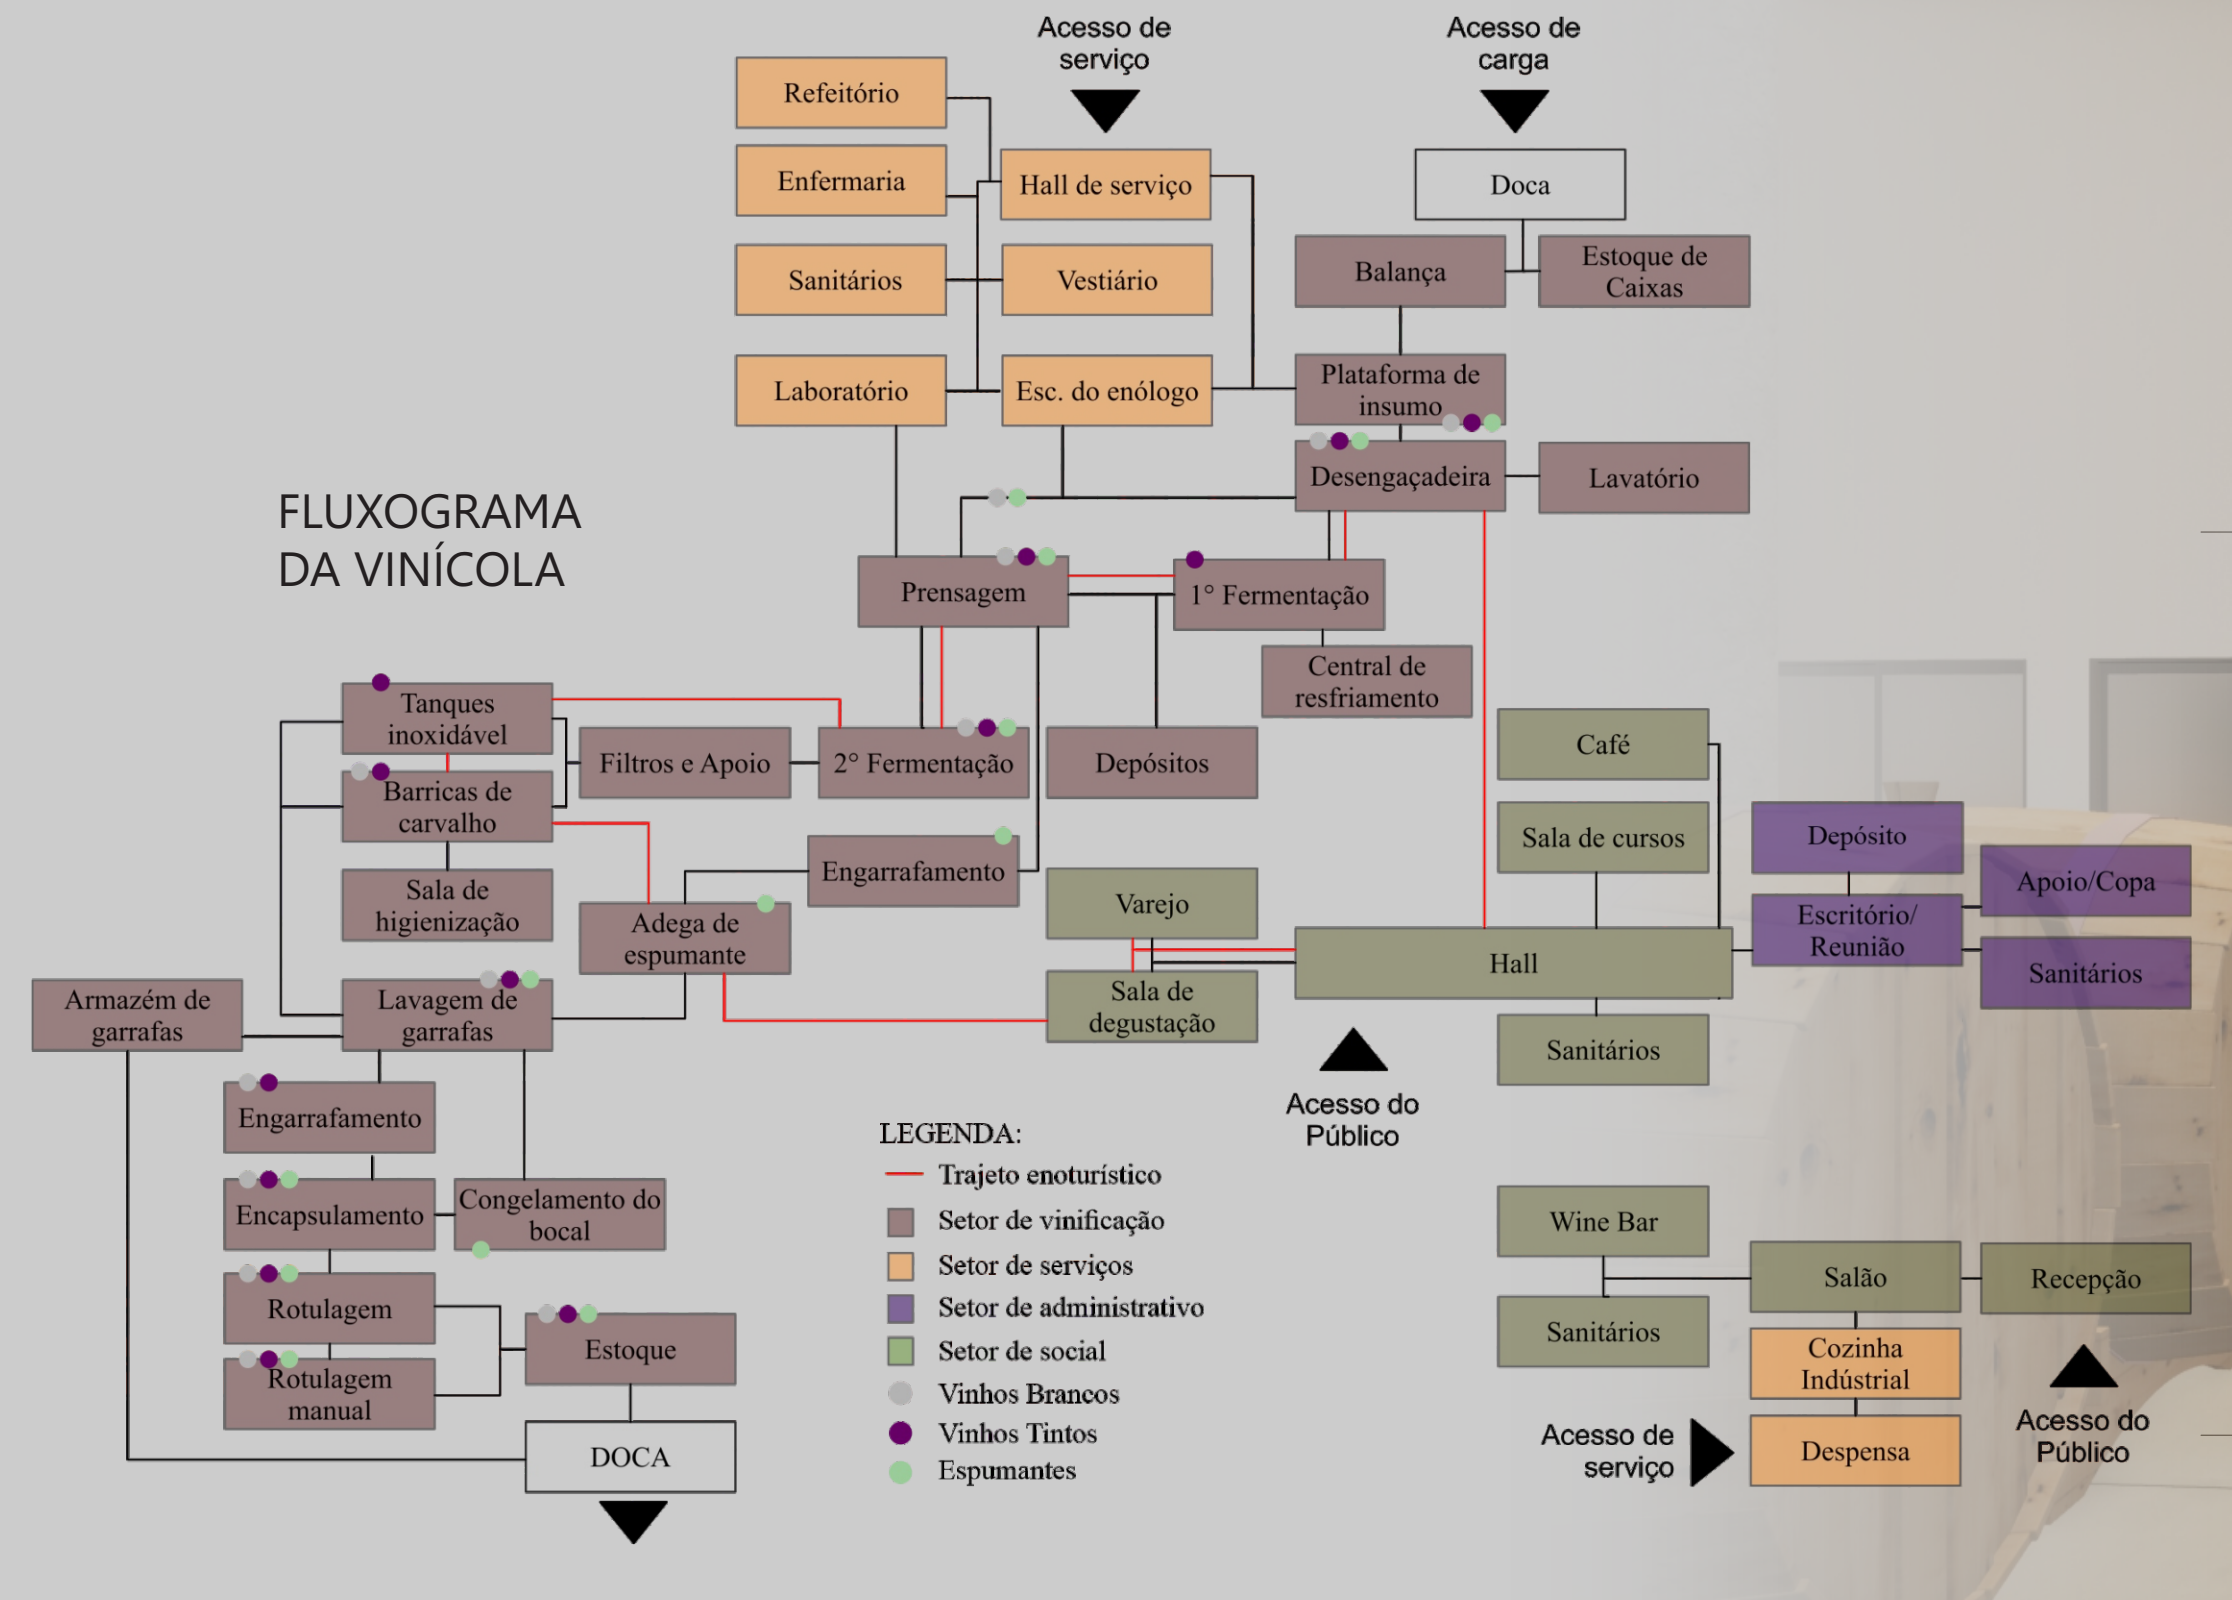 Acesso de
serviço
Acesso de
carga
Refeitório
Enfermaria
Hall de serviço
Doca
Sanitários
Vestiário
Balança
Estoque de
Caixas
Laboratório
Esc. do enólogo
Plataforma de
insumo
Desengaçadeira
Lavatório
FLUXOGRAMA
DA VINÍCOLA
Prensagem
1° Fermentação
Central de
resfriamento
Tanques
inoxidável
Filtros e Apoio
2° Fermentação
Depósitos
Café
Barricas de
carvalho
Sala de cursos
Depósito
Sala de
higienização
Engarrafamento
Varejo
Apoio/Copa
Adega de
espumante
Escritório/
Reunião
Hall
Sanitários
Armazém de
garrafas
Lavagem de
garrafas
Sala de
degustação
Sanitários
Acesso do
Público
Engarrafamento
Encapsulamento
Congelamento do
bocal
Rotulagem
Rotulagem
manual
Estoque
DOCA
LEGENDA:
Trajeto enoturístico
Setor de vinificação
Setor de serviços
Setor de administrativo
Setor de social
Vinhos Brancos
Vinhos Tintos
Espumantes
Wine Bar
Salão
Recepção
Sanitários
Cozinha
Indústrial
Acesso de
serviço
Despensa
Acesso do
Público